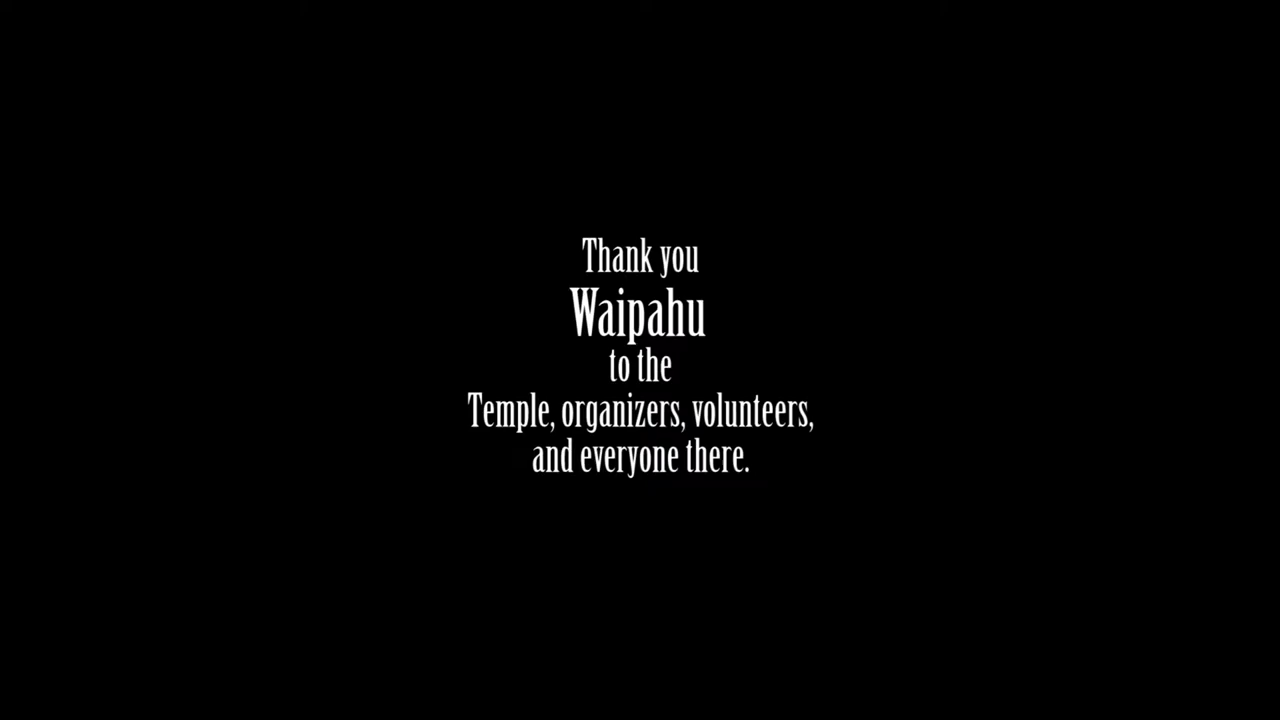 Thank you
Waipahu
to the
Temple, organizers, volunteers,
and everyone there.